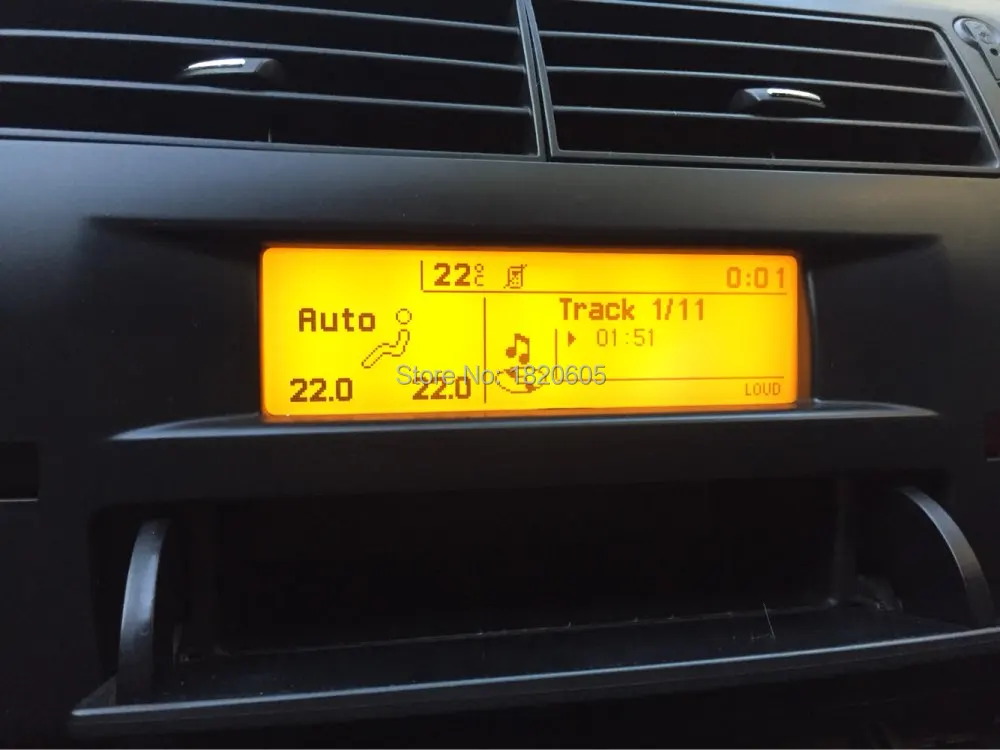 22°C 0:01
Track 1/11
Auto
01:51
Store No: 1820605
22.0 22.0
LOUD